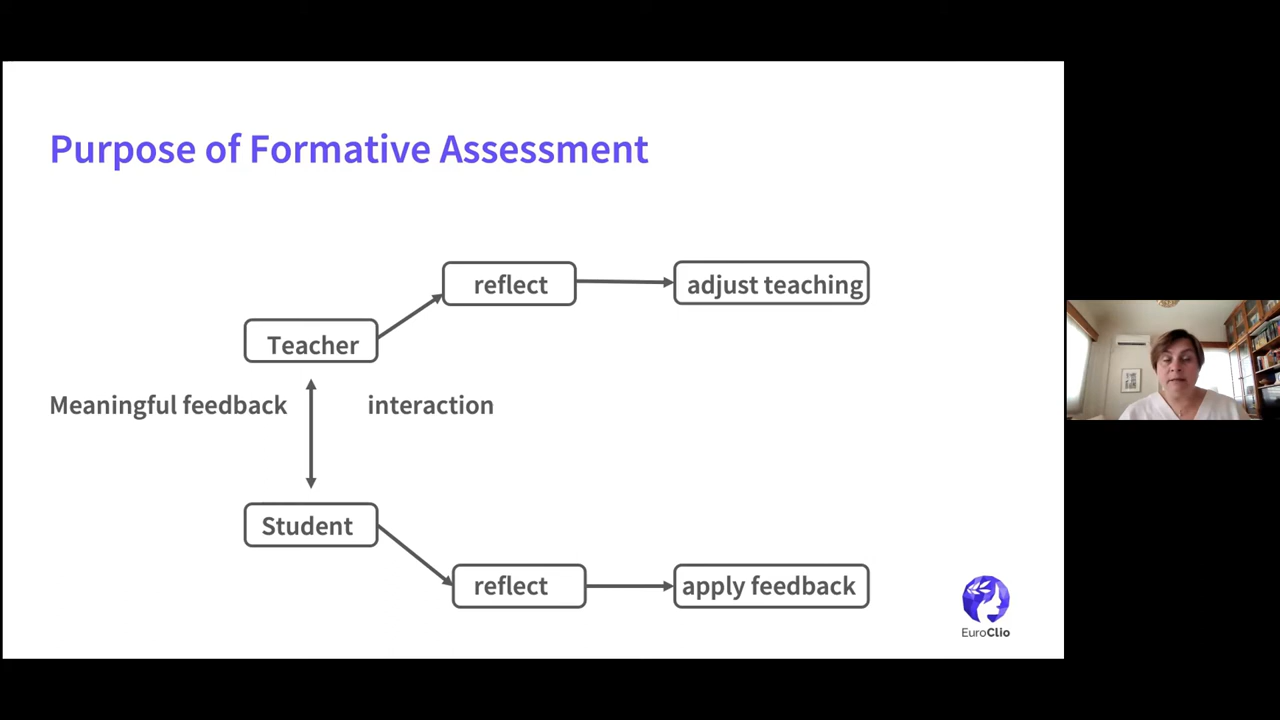 Purpose of Formative Assessment
reflect
adjust teaching
Teacher
Meaningful feedback
interaction
Student
reflect
apply feedback
EuroClio